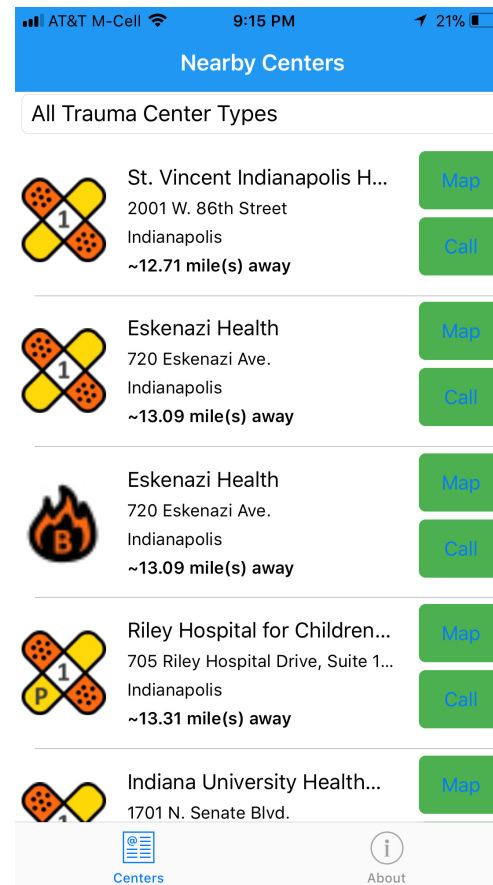 AT&T M-Cell 9:15 PM 21%
Nearby Centers
All Trauma Center Types
1
St. Vincent Indianapolis H...
2001 W. 86th Street
Indianapolis
~12.71 mile(s) away
Map
Call
1
Eskenazi Health
720 Eskenazi Ave.
Indianapolis
~13.09 mile(s) away
Map
Call
B
Eskenazi Health
720 Eskenazi Ave.
Indianapolis
~13.09 mile(s) away
Map
Call
1
P
Riley Hospital for Children...
705 Riley Hospital Drive, Suite 1...
Indianapolis
~13.31 mile(s) away
Map
Call
1
Indiana University Health...
1701 N. Senate Blvd.
Map
@
Centers
i
About